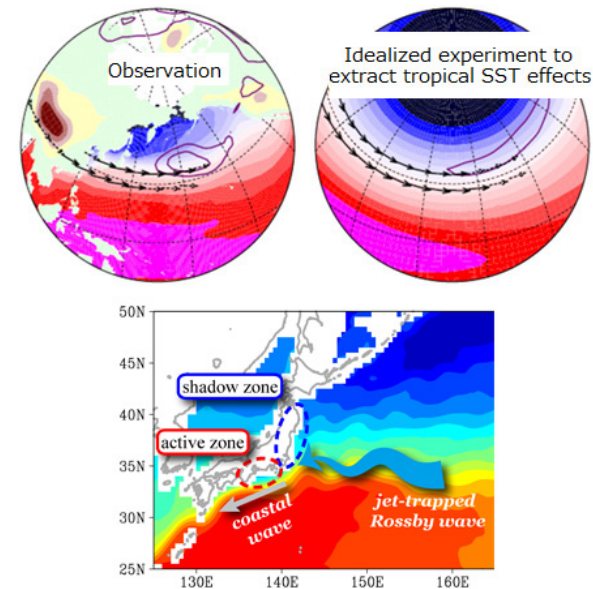 Observation
Idealized experiment to
extract tropical SST effects
50N
45N
40N
35N
30N
25N
shadow zone
active zone
coastal
wave
jet-trapped
Rossby wave
130E
140E
150E
160E